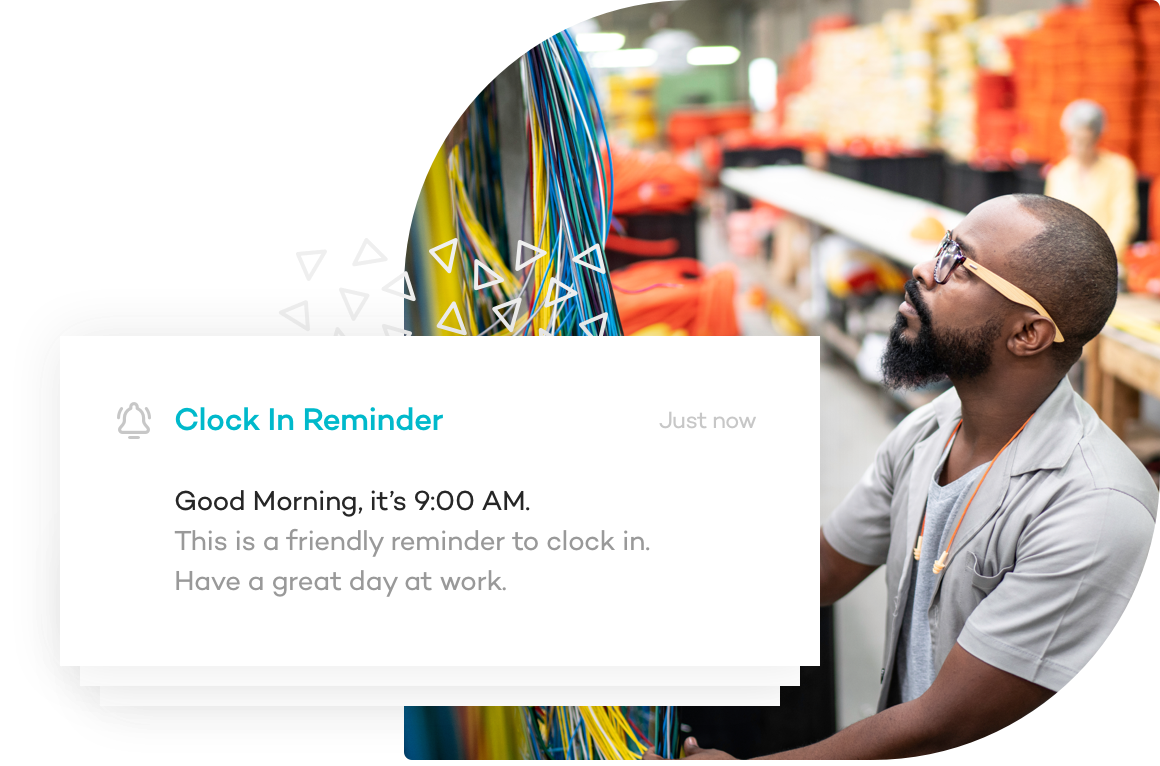 Clock In Reminder
Just now
Good Morning, it’s 9:00 AM.
This is a friendly reminder to clock in.
Have a great day at work.